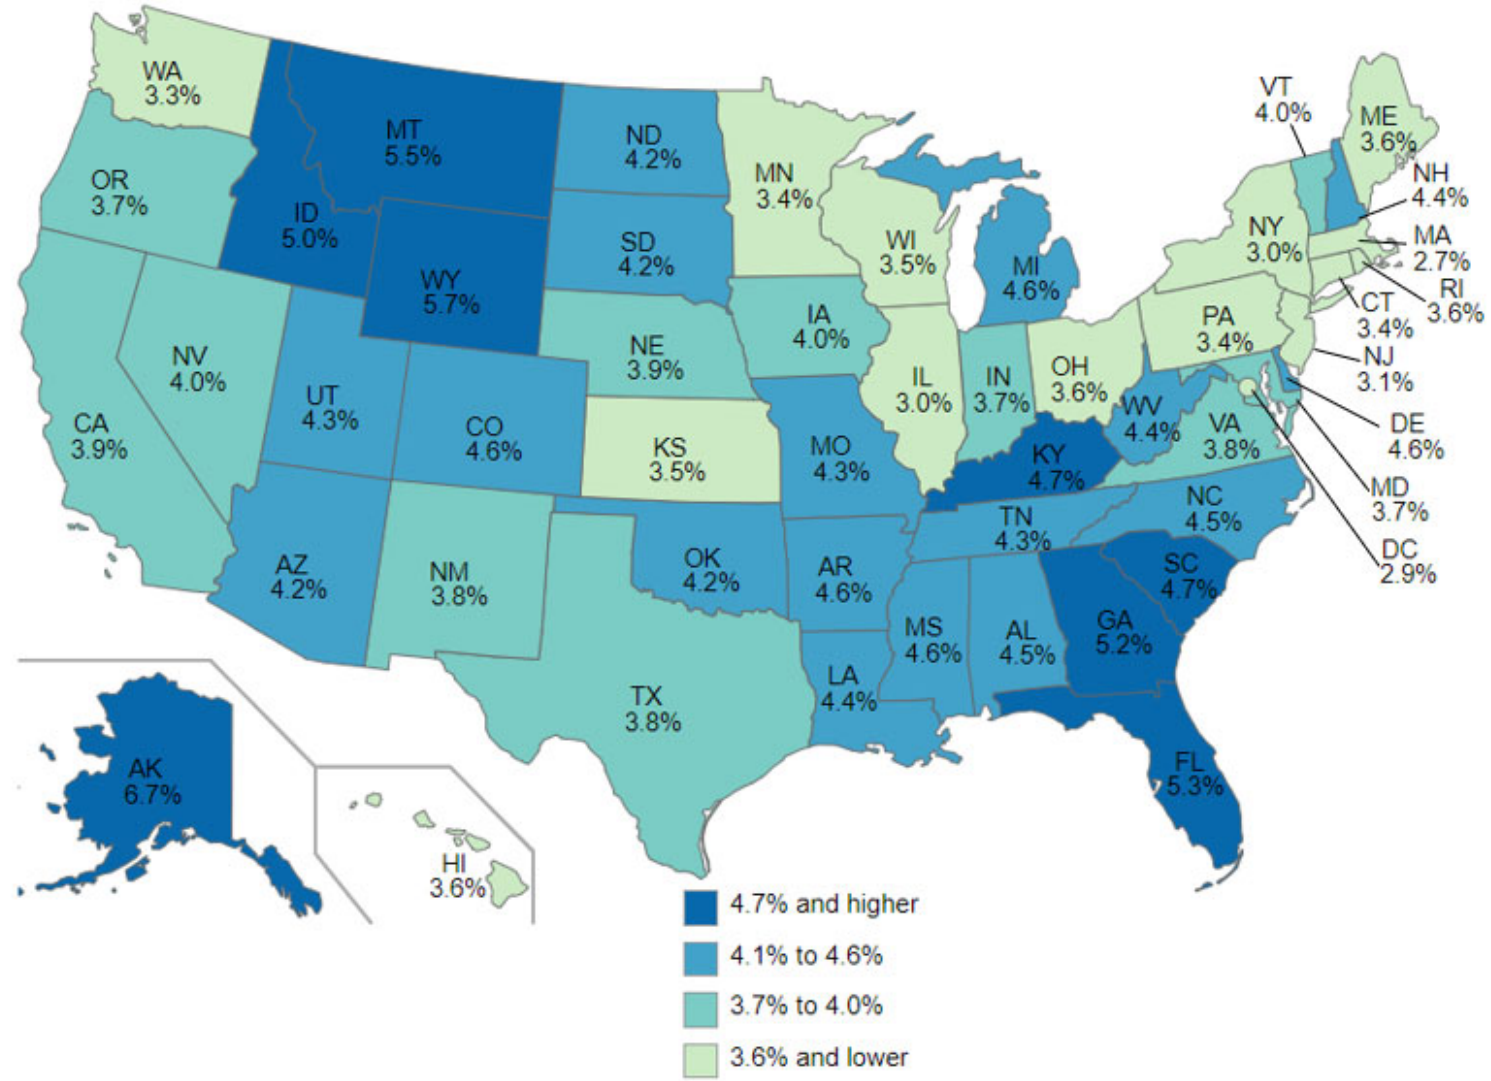 WA
3.3%
MT
5.5%
ND
4.2%
MN
3.4%
VT
4.0%
ME
3.6%
OR
3.7%
ID
5.0%
WY
5.7%
SD
4.2%
WI
3.5%
MI
4.6%
NY
3.0%
NH
4.4%
MA
2.7%
RI
3.6%
CT
3.4%
NJ
3.1%
PA
3.4%
IA
4.0%
NE
3.9%
NV
4.0%
UT
4.3%
CO
4.6%
CA
3.9%
KS
3.5%
MO
4.3%
IL
3.0%
IN
3.7%
OH
3.6%
WV
4.4%
VA
3.8%
DE
4.6%
MD
3.7%
DC
2.9%
KY
4.7%
NC
4.5%
TN
4.3%
SC
4.7%
AZ
4.2%
NM
3.8%
OK
4.2%
AR
4.6%
MS
4.6%
AL
4.5%
GA
5.2%
LA
4.4%
TX
3.8%
FL
5.3%
AK
6.7%
HI
3.6%
4.7% and higher
4.1% to 4.6%
3.7% to 4.0%
3.6% and lower